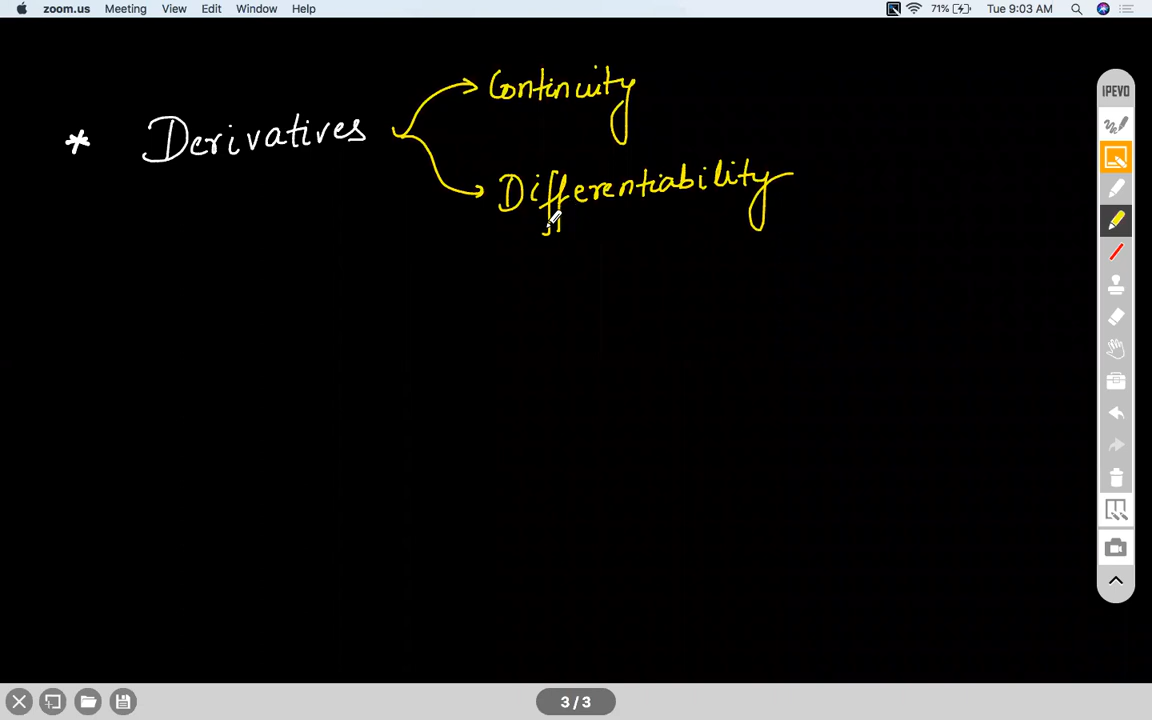 zoom.us Meeting View Edit Window Help 71% Tue 9:03 AM
IPEVO
Continuity
* Derivatives
Differentiability
3 / 3